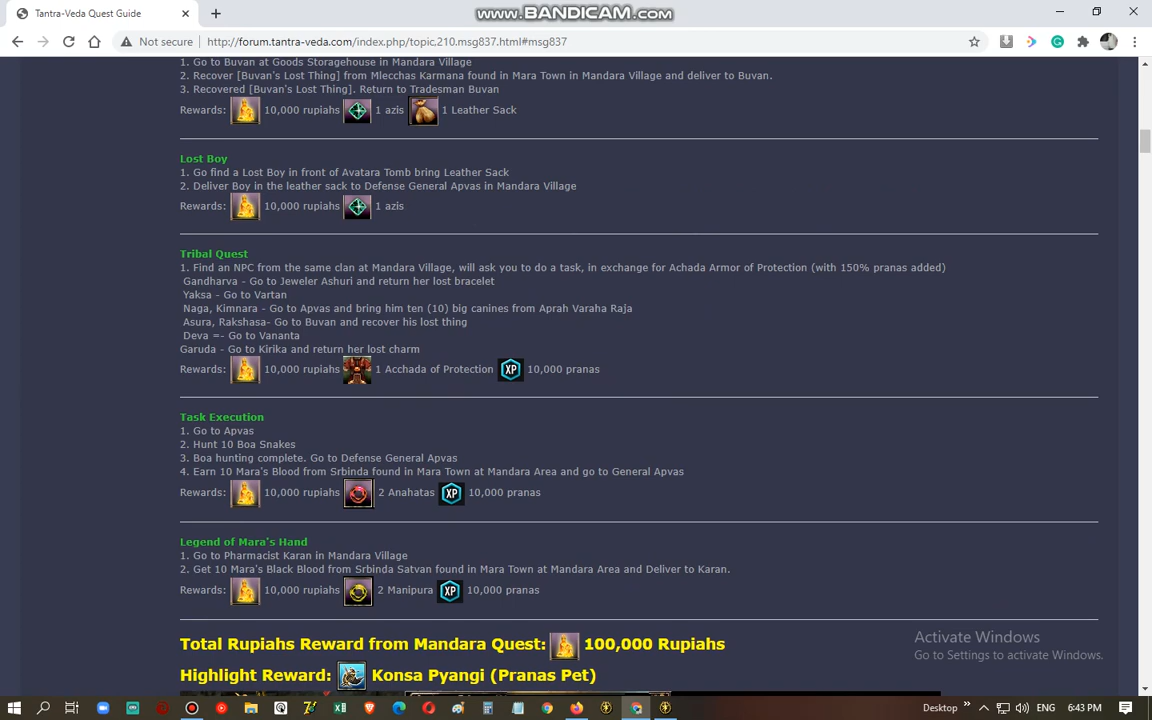 Tantra-Veda Quest Guide
www.BANDICAM.com
Not secure
http://forum.tantra-veda.com/index.php/topic,210.msg837.html#msg837
1. Go to Buvan at Goods Storagehouse in Mandara Village
2. Recover [Buvan's Lost Thing] from Mlecchas Karmana found in Mara Town in Mandara Village and deliver to Buvan.
3. Recovered [Buvan's Lost Thing]. Return to Tradesman Buvan
Rewards: 10,000 rupiahs 1 azis 1 Leather Sack
Lost Boy
1. Go find a Lost Boy in front of Avatara Tomb bring Leather Sack
2. Deliver Boy in the leather sack to Defense General Apvas in Mandara Village
Rewards: 10,000 rupiahs 1 azis
Tribal Quest
1. Find an NPC from the same clan at Mandara Village, will ask you to do a task, in exchange for Achada Armor of Protection (with 150% pranas added)
Gandharva - Go to Jeweler Ashuri and return her lost bracelet
Yaksa - Go to Vartan
Naga, Kimnara - Go to Apvas and bring him ten (10) big canines from Aprah Varaha Raja
Asura, Rakshasa- Go to Buvan and recover his lost thing
Deva =- Go to Vananta
Garuda - Go to Kirika and return her lost charm
Rewards: 10,000 rupiahs 1 Acchada of Protection XP 10,000 pranas
Task Execution
1. Go to Apvas
2. Hunt 10 Boa Snakes
3. Boa hunting complete. Go to Defense General Apvas
4. Earn 10 Mara's Blood from Srbinda found in Mara Town at Mandara Area and go to General Apvas
Rewards: 10,000 rupiahs 2 Anahatas XP 10,000 pranas
Legend of Mara's Hand
1. Go to Pharmacist Karan in Mandara Village
2. Get 10 Mara's Black Blood from Srbinda Satvan found in Mara Town at Mandara Area and Deliver to Karan.
Rewards: 10,000 rupiahs 2 Manipura XP 10,000 pranas
Total Rupiahs Reward from Mandara Quest: 100,000 Rupiahs
Highlight Reward: Konsa Pyangi (Pranas Pet)
Activate Windows
Go to Settings to activate Windows.
Desktop » ENG 6:43 PM